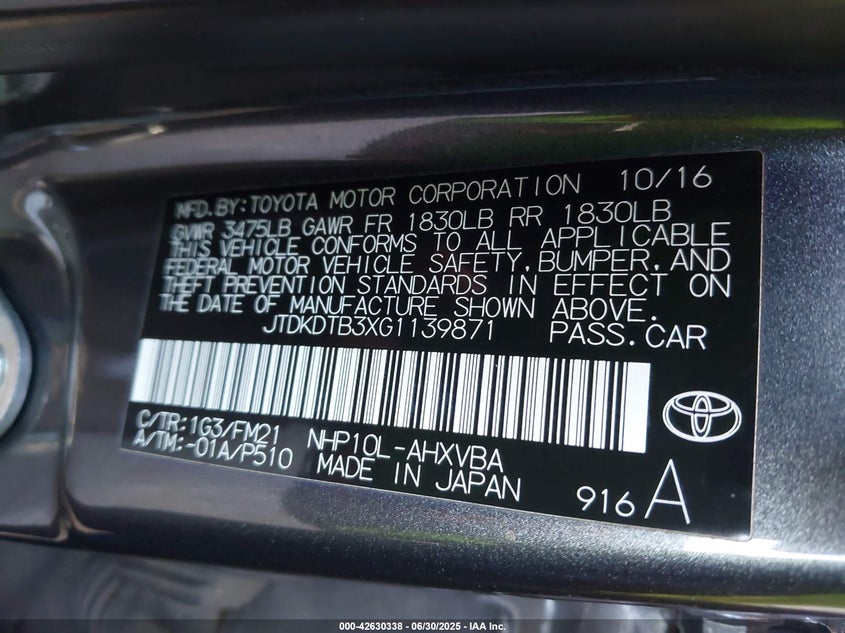 MFD. BY: TOYOTA MOTOR CORPORATION 10/16
GVWR 3475LB GAWR FR 1830LB RR 1830LB
THIS VEHICLE CONFORMS TO ALL APPLICABLE
FEDERAL MOTOR VEHICLE SAFETY, BUMPER, AND
THEFT PREVENTION STANDARDS IN EFFECT ON
THE DATE OF MANUFACTURE SHOWN ABOVE.
JTDKDTB3XG1139871 PASS. CAR
C/TR: 1G3/FM21 NHP10L-AHXVBA
A/TM: -01A/P510 MADE IN JAPAN
916 A
000-42630338 - 06/30/2025 - IAA Inc.